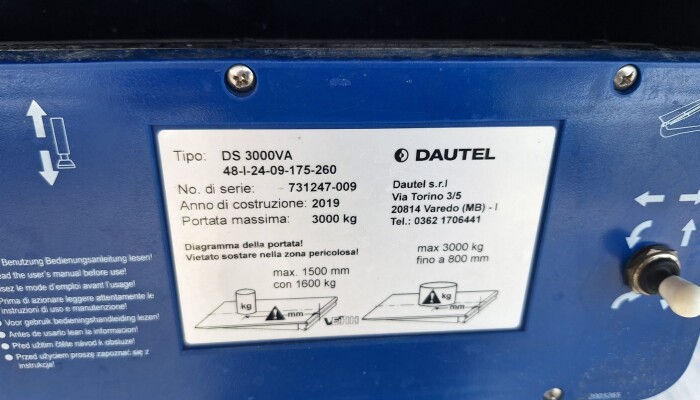 Tipo: DS 3000VA
48-I-24-09-175-260
No. di serie: 731247-009
Anno di costruzione: 2019
Portata massima: 3000 kg
DAUTEL
Dautel s.r.l
Via Torino 3/5
20814 Varedo (MB) - I
Tel.: 0362 1706441
Diagramma della portata!
Vietato sostare nella zona pericolosa!
max. 1500 mm
con 1600 kg
kg
mm
max 3000 kg
fino a 800 mm
kg
mm
Benutzung Bedienungsanleitung lesen!
the user's manual before use!
le mode d'emploi avant l'usage!
Prima di azionare leggere attentamente le
istruzioni di uso e manutenzione!
Voor gebruik bedieningshandleiding lezen!
Antes de usarlo lean la informacion!
Před užitím čtěte návod k obsluze!
Przed użyciem proszę zapoznać się z
instrukcja!
2003265